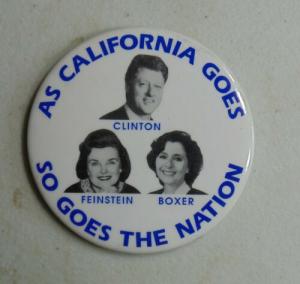 AS CALIFORNIA GOES
CLINTON
FEINSTEIN BOXER
SO GOES THE NATION